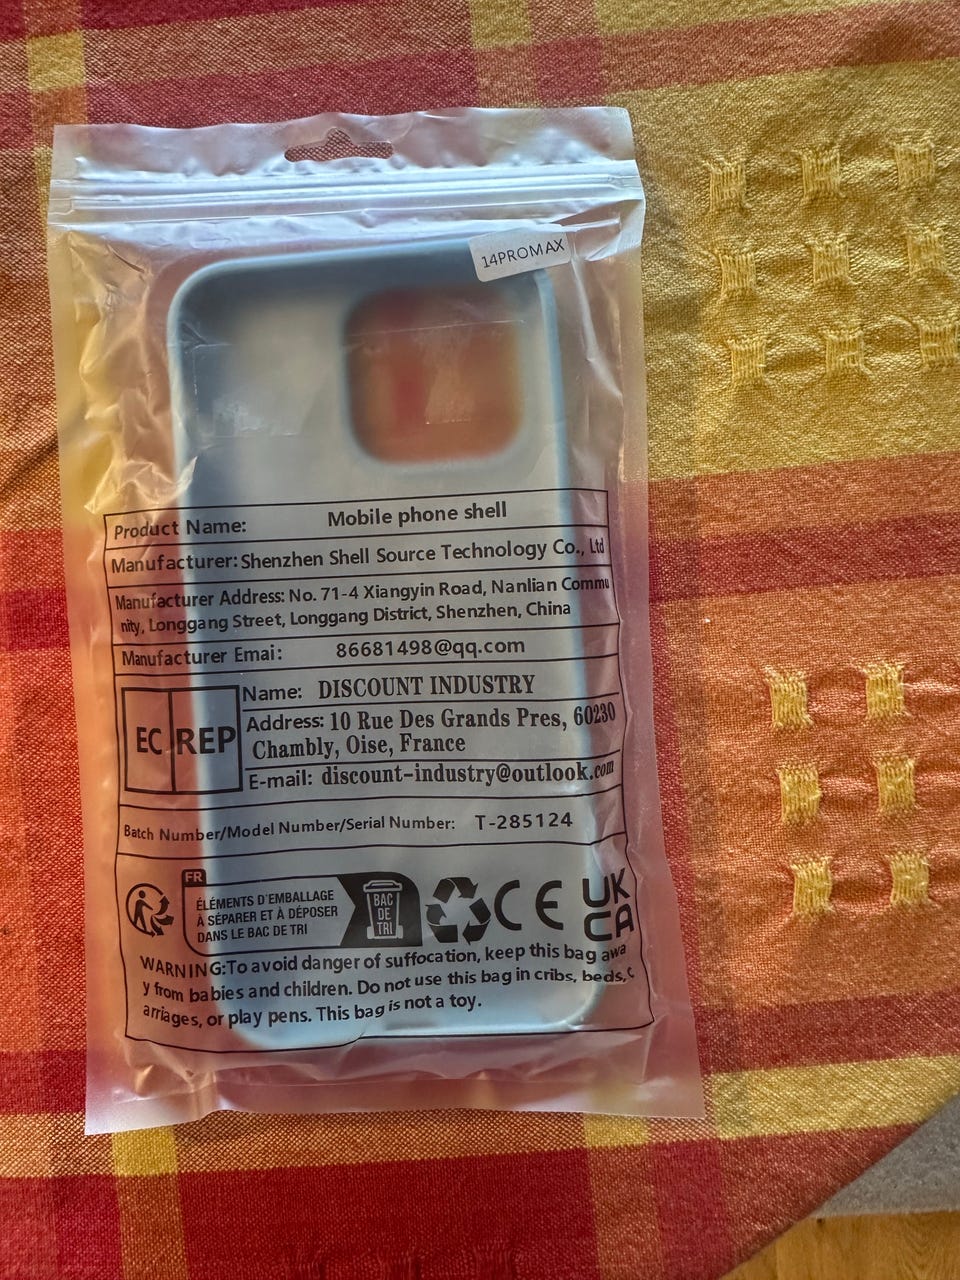 14PROMAX
Product Name: Mobile phone shell
Manufacturer: Shenzhen Shell Source Technology Co., Ltd
Manufacturer Address: No. 71-4 Xiangyin Road, Nanlian Commu
nity, Longgang Street, Longgang District, Shenzhen, China
Manufacturer Emai: 86681498@qq.com
EC REP
Name: DISCOUNT INDUSTRY
Address: 10 Rue Des Grands Pres, 60230
Chambly, Oise, France
E-mail: discount-industry@outlook.com
Batch Number/Model Number/Serial Number: T-285124
FR
ÉLÉMENTS D'EMBALLAGE
À SÉPARER ET À DÉPOSER
DANS LE BAC DE TRI
BAC
DE
TRI
CE
UK
CA
WARNING:To avoid danger of suffocation, keep this bag awa
y from babies and children. Do not use this bag in cribs, beds,c
arriages, or play pens. This bag is not a toy.